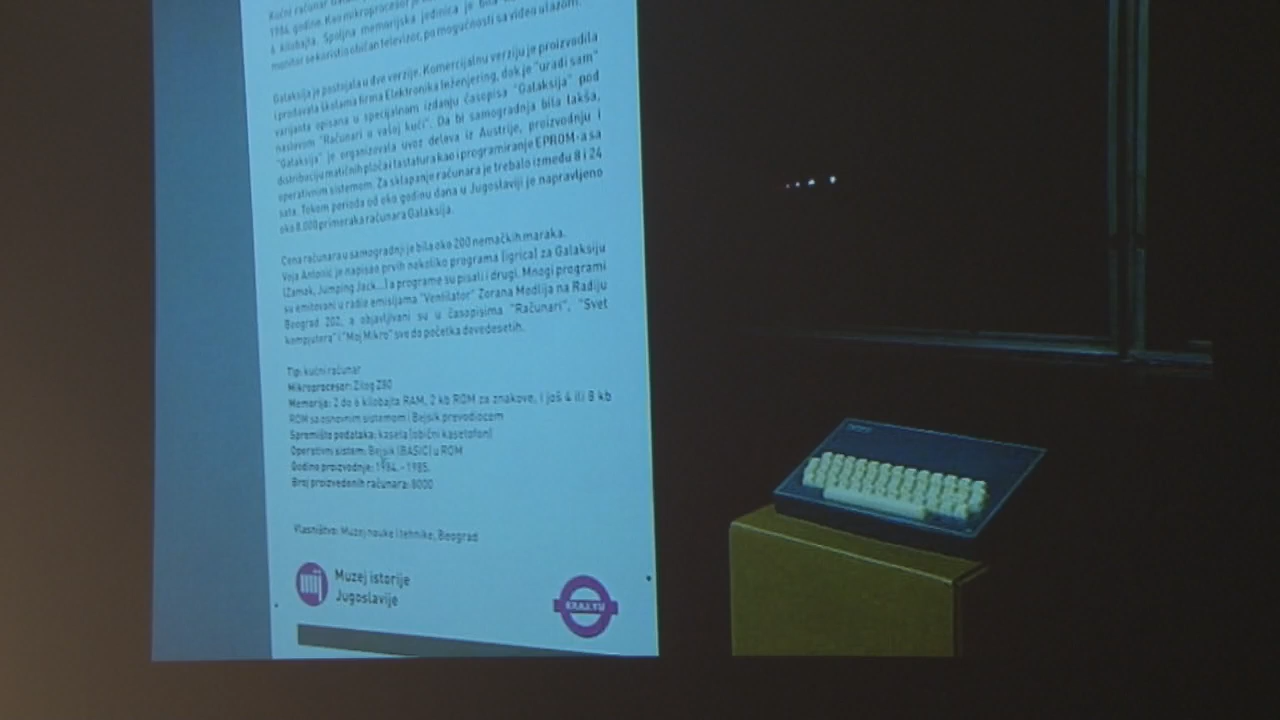 Kućni računar
1984. godine. Kao mikroprocesor je
6 kilobajta. Spoljna memorijska jedinica je bila
monitor se koristio običan televizor, po mogućnosti sa video ulazom.
Galaksija je postojala u dve verzije. Komercijalnu verziju je proizvodila
i prodavala školama firma Elektronika Inženjering, dok je "uradi sam"
varijanta opisana u specijalnom izdanju časopisa "Galaksija" pod
naslovom "Računari u vašoj kući". Da bi samogradnja bila lakša,
"Galaksija" je organizovala uvoz delova iz Austrije, proizvodnju i
distribuciju matičnih ploča i tastatura kao i programiranje EPROM-a sa
operativnim sistemom. Za sklapanje računara je trebalo između 8 i 24
sata. Tokom perioda od oko godinu dana u Jugoslaviji je napravljeno
oko 8.000 primeraka računara Galaksija.
Cena računara u samogradnji je bila oko 200 nemačkih maraka.
Voja Antonić je napisao prvih nekoliko programa (igrica) za Galaksiju
(Zamak, Jumping Jack...) a programe su pisali i drugi. Mnogi programi
su emitovani u radio emisijama "Ventilator" Zorana Modlija na Radiju
Beograd 202, a objavljivani su u časopisima "Računari", "Svet
kompjutera" i "Moj Mikro" sve do početka devedesetih.
Tip: kućni računar
Mikroprocesor: Zilog Z80
Memorija: 2 do 6 kilobajta RAM, 2 kb ROM za znakove, i još 4 ili 8 kb
ROM sa osnovnim sistemom i Bejsik prevodiocem
Spremište podataka: kaseta (obični kasetofon)
Operativni sistem: Bejsik (BASIC) u ROM
Godine proizvodnje: 1984. - 1985.
Broj proizvedenih računara: 8000
Vlasništvo: Muzej nauke i tehnike, Beograd
mij
Muzej istorije
Jugoslavije